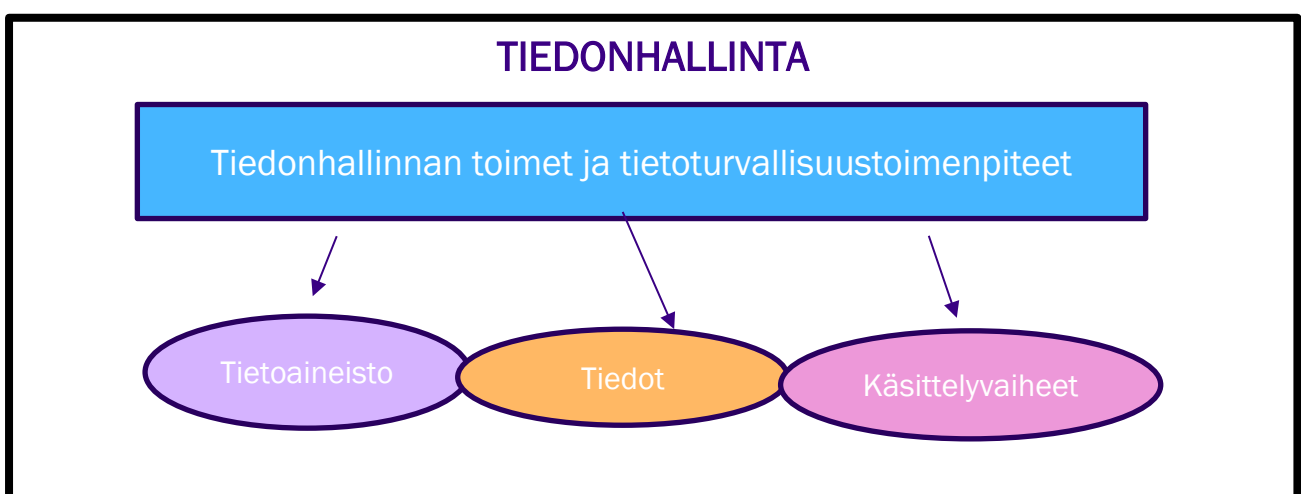 TIEDONHALLINTA
Tiedonhallinnan toimet ja tietoturvallisuustoimenpiteet
Tietoaineisto
Tiedot
Käsittelyvaiheet